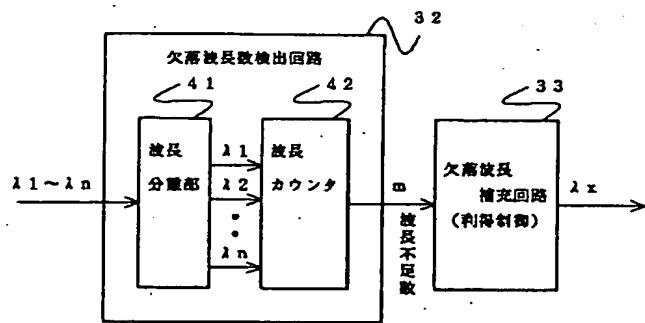 32
欠落波長数検出回路
41
42
33
波長
分離部
λ1
λ2
λn
波長
カウンタ
λ1～λn
m
波長不足数
欠落波長
補充回路
(利得制御)
λx